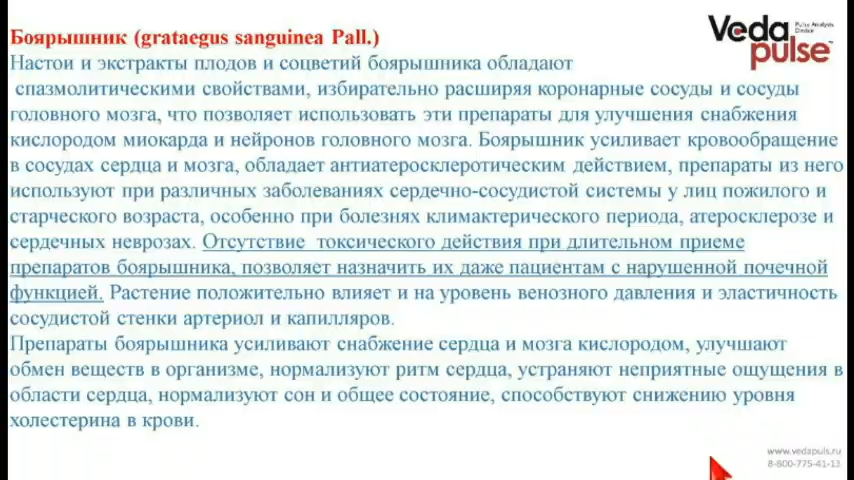 Боярышник (grataegus sanguinea Pall.)
Veda pulse™
Pulse Analysis
Device
Настои и экстракты плодов и соцветий боярышника обладают
спазмолитическими свойствами, избирательно расширяя коронарные сосуды и сосуды
головного мозга, что позволяет использовать эти препараты для улучшения снабжения
кислородом миокарда и нейронов головного мозга. Боярышник усиливает кровообращение
в сосудах сердца и мозга, обладает антиатеросклеротическим действием, препараты из него
используют при различных заболеваниях сердечно-сосудистой системы у лиц пожилого и
старческого возраста, особенно при болезнях климактерического периода, атеросклерозе и
сердечных неврозах. Отсутствие токсического действия при длительном приеме
препаратов боярышника, позволяет назначить их даже пациентам с нарушенной почечной
функцией. Растение положительно влияет и на уровень венозного давления и эластичность
сосудистой стенки артериол и капилляров.
Препараты боярышника усиливают снабжение сердца и мозга кислородом, улучшают
обмен веществ в организме, нормализуют ритм сердца, устраняют неприятные ощущения в
области сердца, нормализуют сон и общее состояние, способствуют снижению уровня
холестерина в крови.
www.vedapuls.ru
8-800-775-41-13